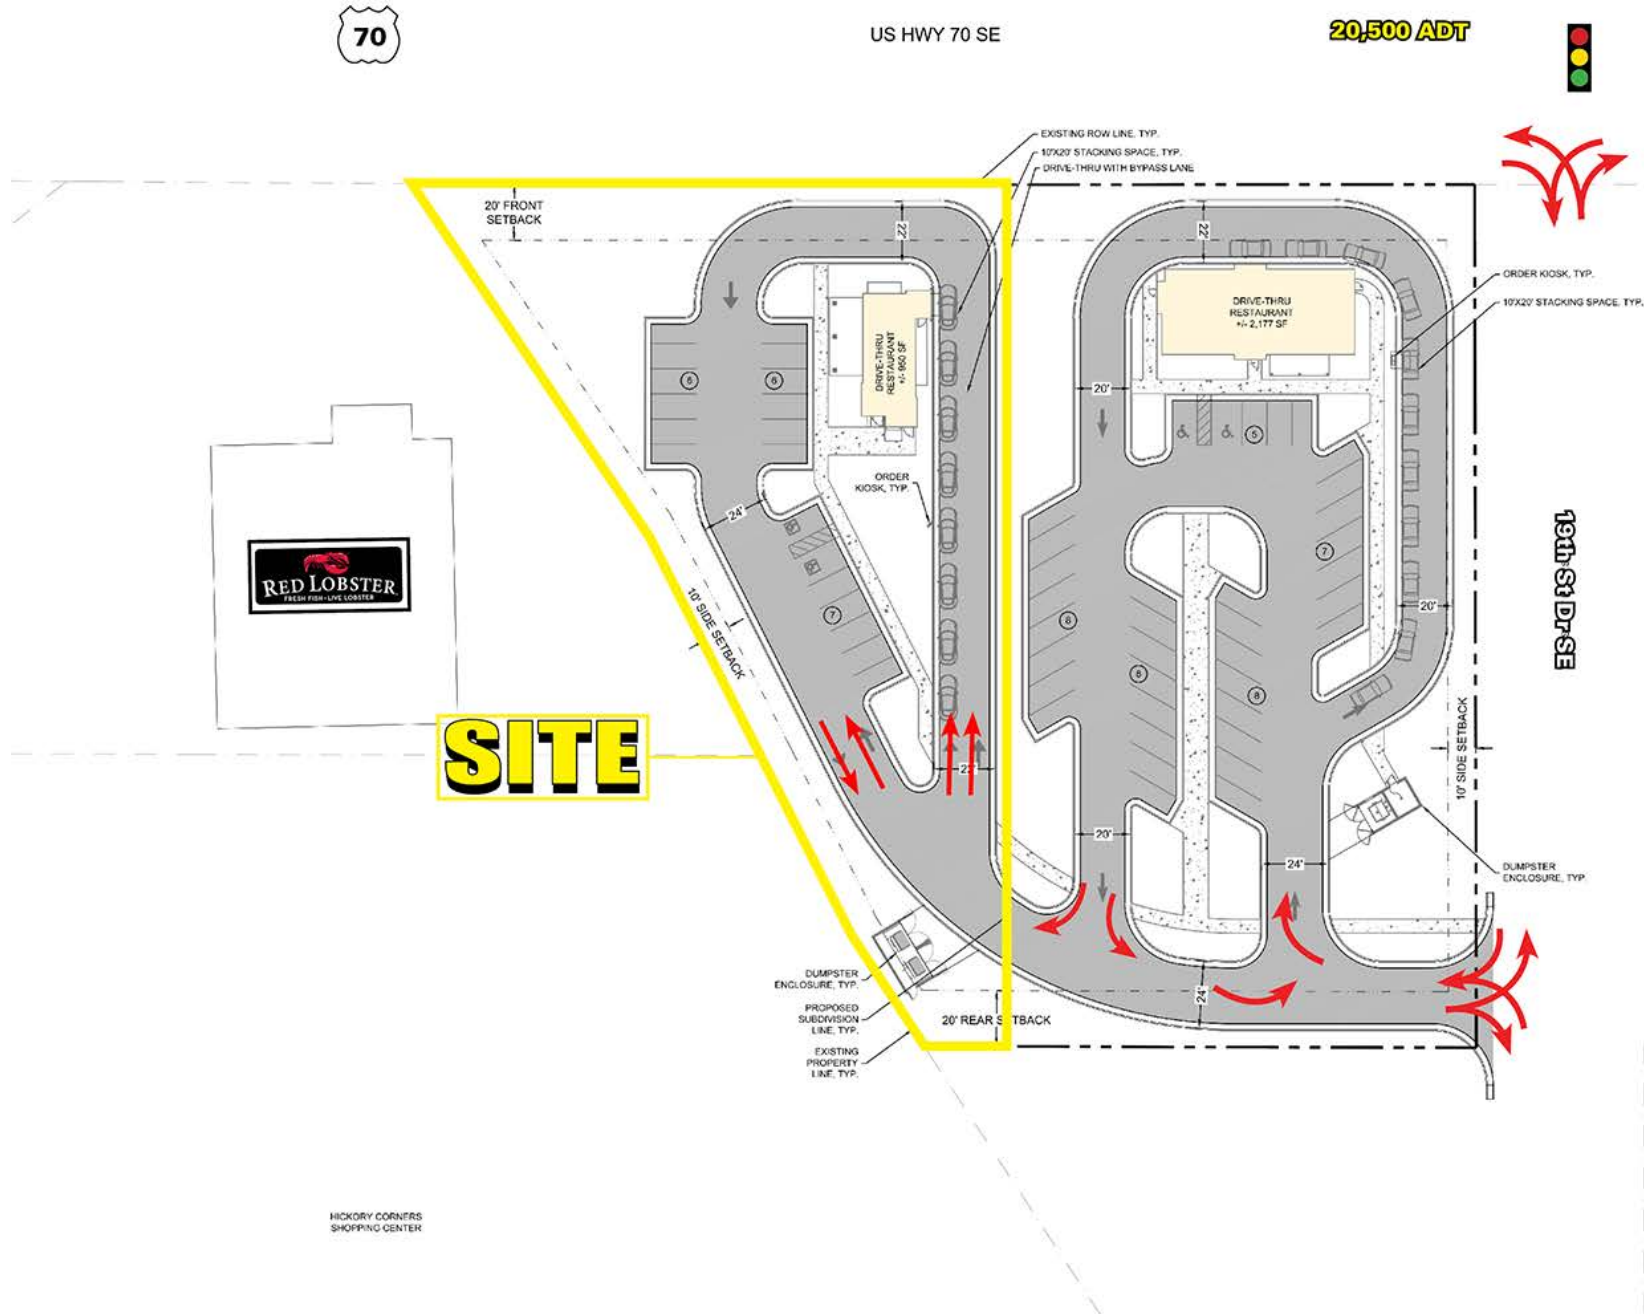 70
US HWY 70 SE
20,500 ADT
EXISTING ROW LINE, TYP.
10'X20' STACKING SPACE, TYP.
DRIVE-THRU WITH BYPASS LANE
20' FRONT
SETBACK
22'
22'
ORDER KIOSK, TYP.
10'X20' STACKING SPACE, TYP.
DRIVE-THRU
RESTAURANT
+/- 2,177 SF
DRIVE-THRU
RESTAURANT
+/- 950 SF
6
6
20'
5
ORDER
KIOSK, TYP.
24'
7
RED LOBSTER
FRESH FISH • LIVE LOBSTER
19th St Dr SE
10' SIDE SETBACK
7
8
20'
8
8
SITE
22'
10' SIDE SETBACK
20'
24'
DUMPSTER
ENCLOSURE, TYP.
DUMPSTER
ENCLOSURE, TYP.
24'
PROPOSED
SUBDIVISION
LINE, TYP.
20' REAR SETBACK
EXISTING
PROPERTY
LINE, TYP.
HICKORY CORNERS
SHOPPING CENTER